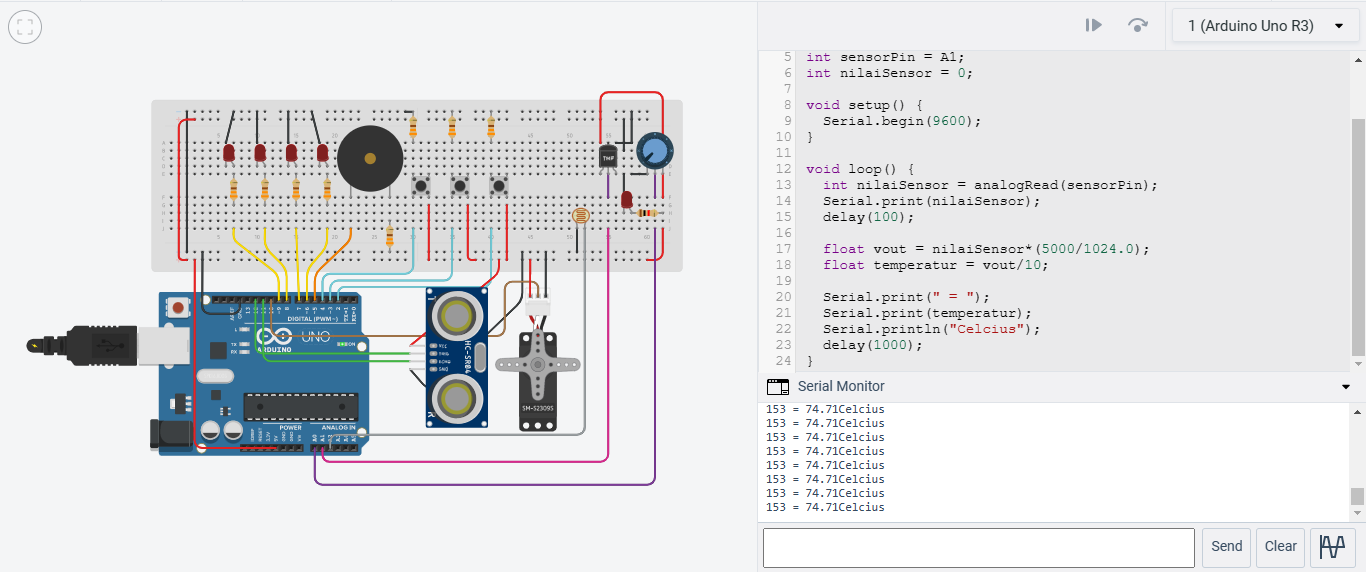 1 (Arduino Uno R3)
5 int sensorPin = A1;
6 int nilaiSensor = 0;
7
8 void setup() {
9 Serial.begin(9600);
10 }
11
12 void loop() {
13 int nilaiSensor = analogRead(sensorPin);
14 Serial.print(nilaiSensor);
15 delay(100);
16
17 float vout = nilaiSensor*(5000/1024.0);
18 float temperatur = vout/10;
19
20 Serial.print(" = ");
21 Serial.print(temperatur);
22 Serial.println("Celcius");
23 delay(1000);
24 }
Serial Monitor
153 = 74.71Celcius
153 = 74.71Celcius
153 = 74.71Celcius
153 = 74.71Celcius
153 = 74.71Celcius
153 = 74.71Celcius
153 = 74.71Celcius
153 = 74.71Celcius
Send
Clear
TMP
DIGITAL (PWM~)
UNO
ARDUINO
TX
RX
L
ON
POWER
ANALOG IN
HC-SR04
SM-S2309S